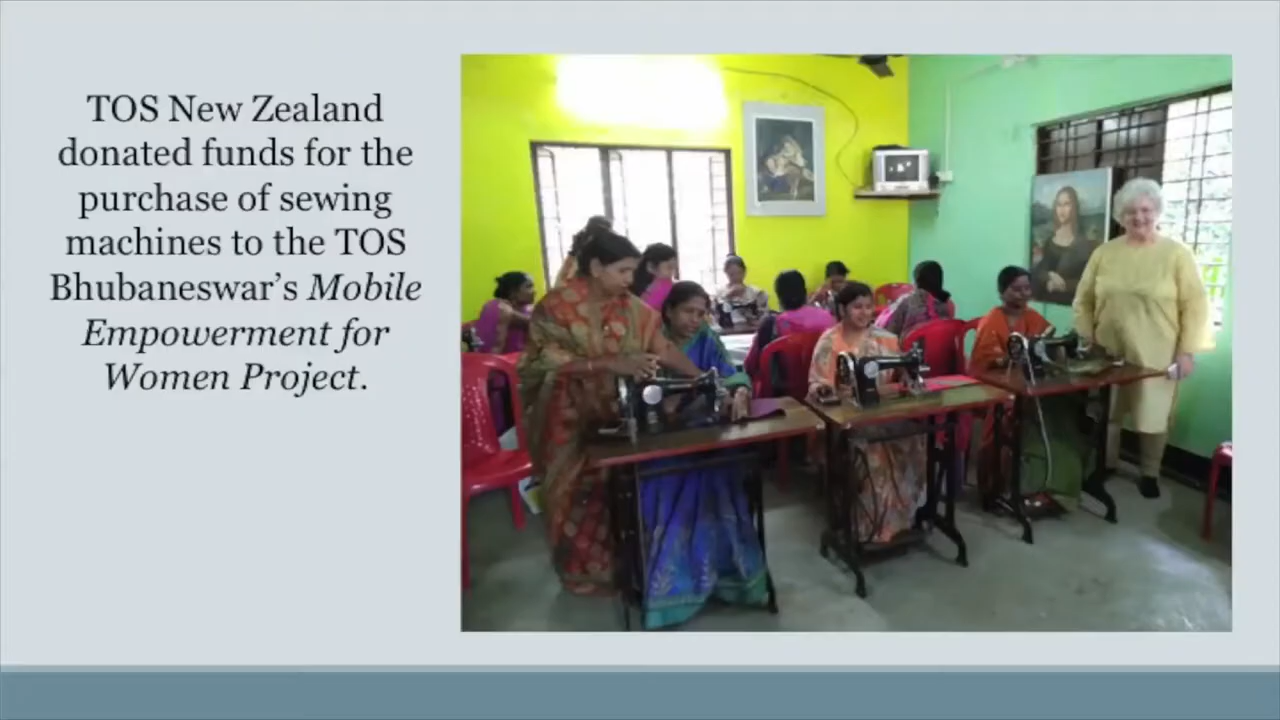 TOS New Zealand
donated funds for the
purchase of sewing
machines to the TOS
Bhubaneswar’s Mobile
Empowerment for
Women Project.